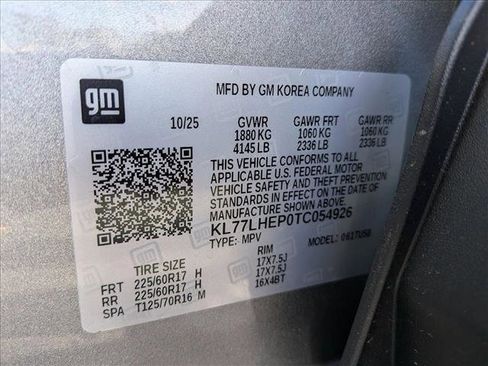 gm
MFD BY GM KOREA COMPANY
10/25 GVWR GAWR FRT GAWR RR
1880 KG 1060 KG 1060 KG
4145 LB 2336 LB 2336 LB
THIS VEHICLE CONFORMS TO ALL
APPLICABLE U.S. FEDERAL MOTOR
VEHICLE SAFETY AND THEFT PREVENTION
STANDARDS IN EFFECT ON THE DATE OF
MANUFACTURE SHOWN ABOVE.
KL77LHEP0TC054926
TYPE: MPV MODEL:
TIRE SIZE RIM
FRT 225/60R17 H 17X7.5J
RR 225/60R17 H 17X7.5J
SPA T125/70R16 M 16X4BT